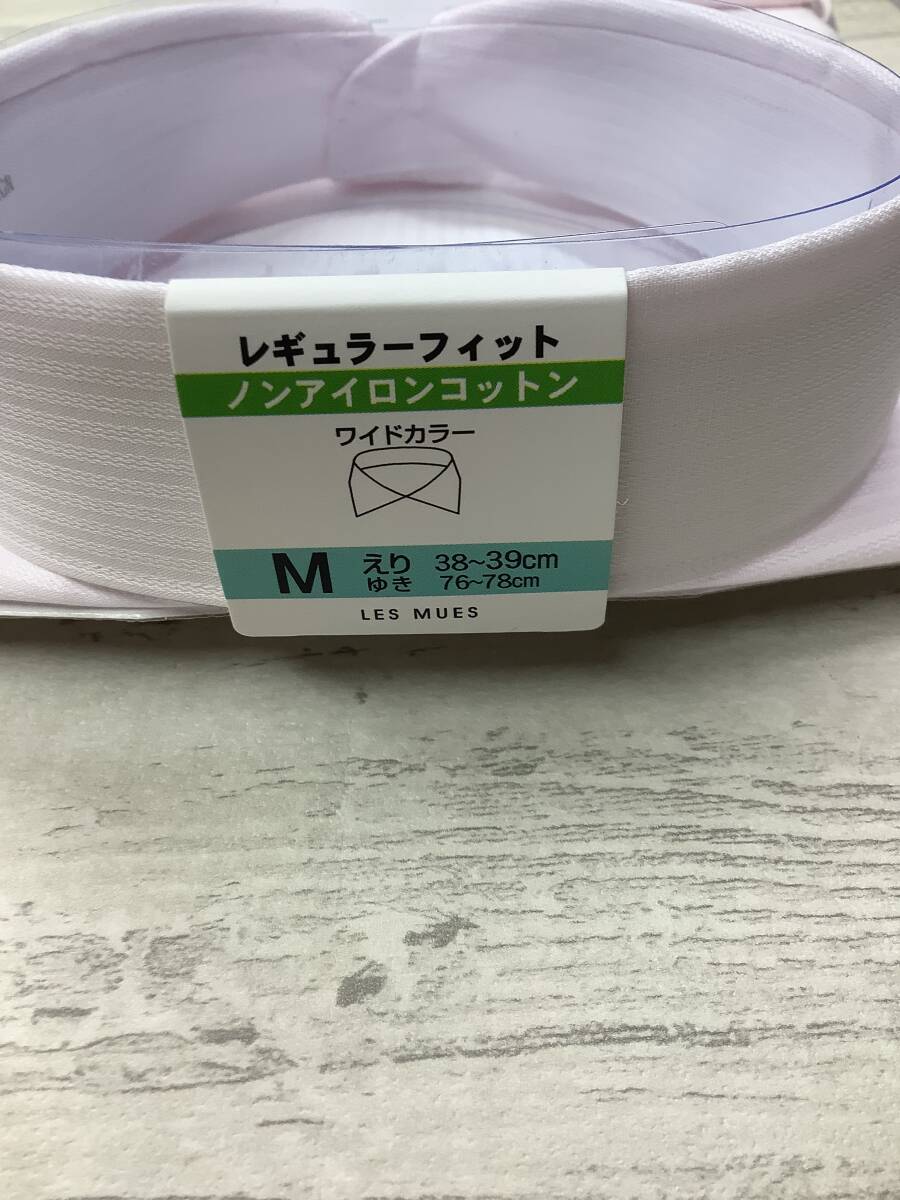 レギュラーフィット
ノンアイロンコットン
ワイドカラー
M えり 38~39cm
ゆき 76~78cm
LES MUES